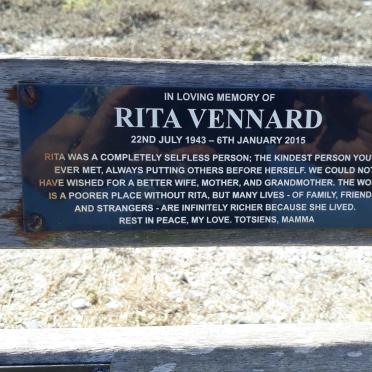 IN LOVING MEMORY OF
RITA VENNARD
22ND JULY 1943 – 6TH JANUARY 2015
RITA WAS A COMPLETELY SELFLESS PERSON; THE KINDEST PERSON YOU
EVER MET, ALWAYS PUTTING OTHERS BEFORE HERSELF. WE COULD NOT
HAVE WISHED FOR A BETTER WIFE, MOTHER, AND GRANDMOTHER. THE WO
IS A POORER PLACE WITHOUT RITA, BUT MANY LIVES - OF FAMILY, FRIEND
AND STRANGERS - ARE INFINITELY RICHER BECAUSE SHE LIVED.
REST IN PEACE, MY LOVE. TOTSIENS, MAMMA